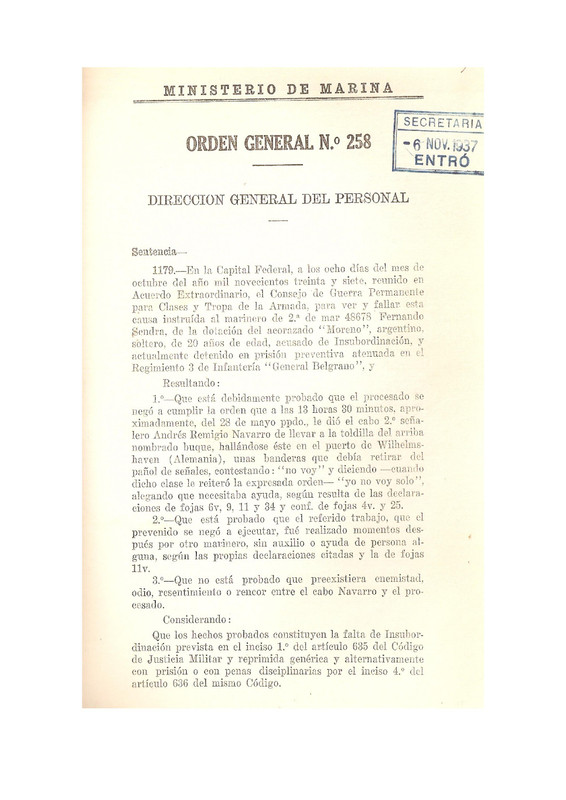 MINISTERIO DE MARINA
ORDEN GENERAL N.º 258
SECRETARIA
-6 NOV. 1937
ENTRÓ
DIRECCION GENERAL DEL PERSONAL
Sentencia—
1179.—En la Capital Federal, a los ocho días del mes de
octubre del año mil novecientos treinta y siete, reunido en
Acuerdo Extraordinario, el Consejo de Guerra Permanente
para Clases y Tropa de la Armada, para ver y fallar esta
causa instruída al marinero de 2.ª de mar 48678 Fernando
Sendra, de la dotación del acorazado "Moreno", argentino,
soltero, de 20 años de edad, acusado de Insubordinación, y
actualmente detenido en prisión preventiva atenuada en el
Regimiento 3 de Infantería "General Belgrano", y
Resultando:
1.º—Que está debidamente probado que el procesado se
negó a cumplir la orden que a las 13 horas 30 minutos, apro-
ximadamente, del 28 de mayo ppdo., le dió el cabo 2.º seña-
lero Andrés Remigio Navarro de llevar a la toldilla del arriba
nombrado buque, hallándose éste en el puerto de Wilhelms-
haven (Alemania), unas banderas que debía retirar del
pañol de señales, contestando: "no voy" y diciendo —cuando
dicho clase le reiteró la expresada orden— "yo no voy solo",
alegando que necesitaba ayuda, según resulta de las declara-
ciones de fojas 6v, 9, 11 y 34 y conf. de fojas 4v. y 25.
2.º—Que está probado que el referido trabajo, que el
prevenido se negó a ejecutar, fué realizado momentos des-
pués por otro marinero, sin auxilio o ayuda de persona al-
guna, según las propias declaraciones citadas y la de fojas
11v.
3.º—Que no está probado que preexistiera enemistad,
odio, resentimiento o rencor entre el cabo Navarro y el pro-
cesado.
Considerando:
Que los hechos probados constituyen la falta de Insubor-
dinación prevista en el inciso 1.º del artículo 635 del Código
de Justicia Militar y reprimida genérica y alternativamente
con prisión o con penas disciplinarias por el inciso 4.º del
artículo 636 del mismo Código.